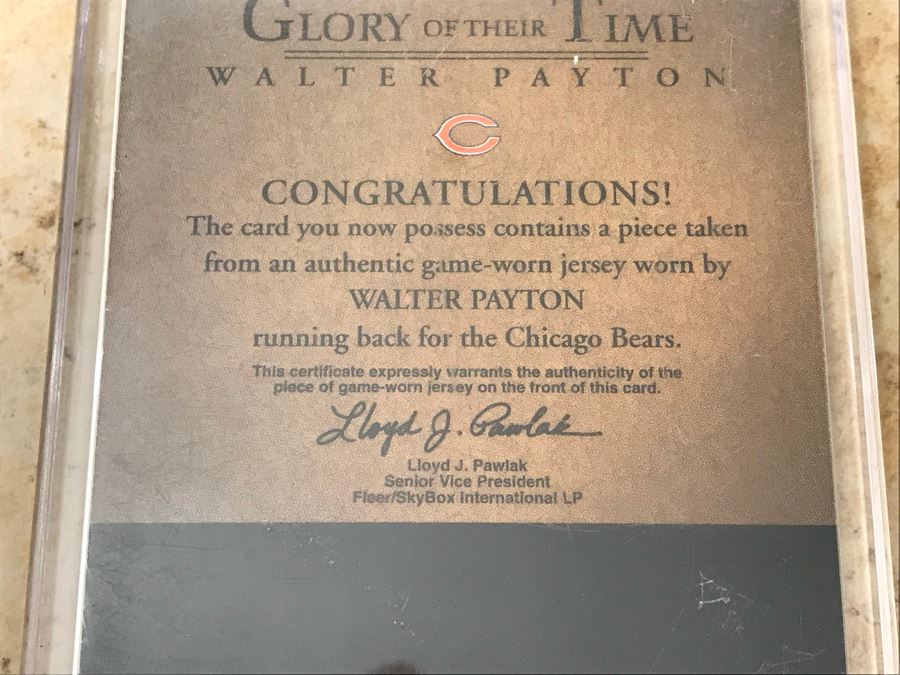 GLORY OF THEIR TIME
WALTER PAYTON
C
CONGRATULATIONS!
The card you now possess contains a piece taken
from an authentic game-worn jersey worn by
WALTER PAYTON
running back for the Chicago Bears.
This certificate expressly warrants the authenticity of the
piece of game-worn jersey on the front of this card.
Lloyd J. Pawlak
Lloyd J. Pawlak
Senior Vice President
Fleer/SkyBox International LP